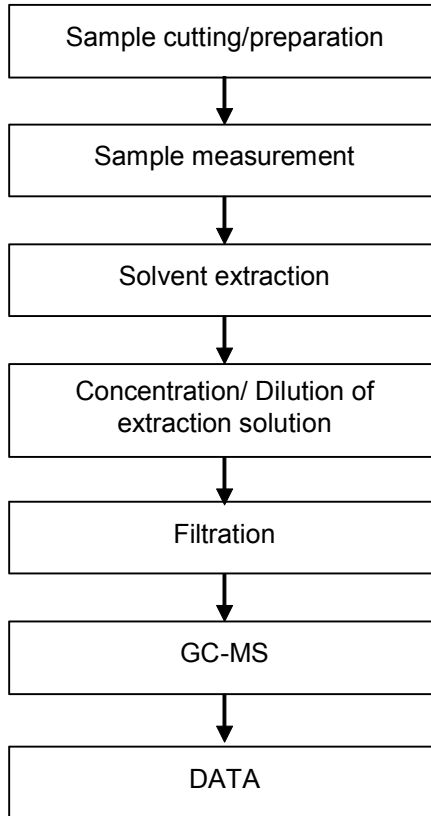 Sample cutting/preparation
Sample measurement
Solvent extraction
Concentration/ Dilution of
extraction solution
Filtration
GC-MS
DATA